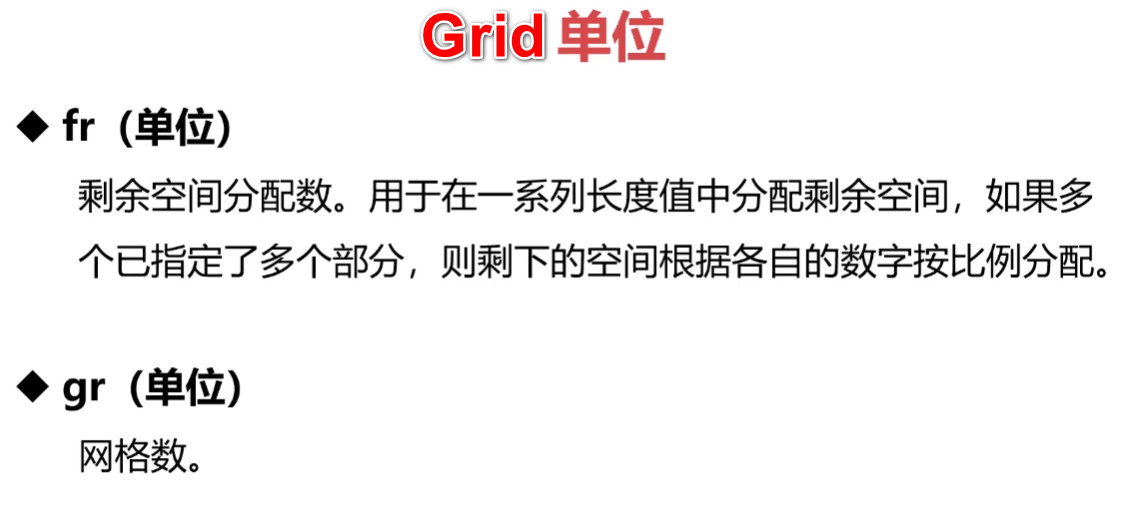 Grid 单位
◆ fr（单位）
剩余空间分配数。用于在一系列长度值中分配剩余空间，如果多
个已指定了多个部分，则剩下的空间根据各自的数字按比例分配。
◆ gr（单位）
网格数。